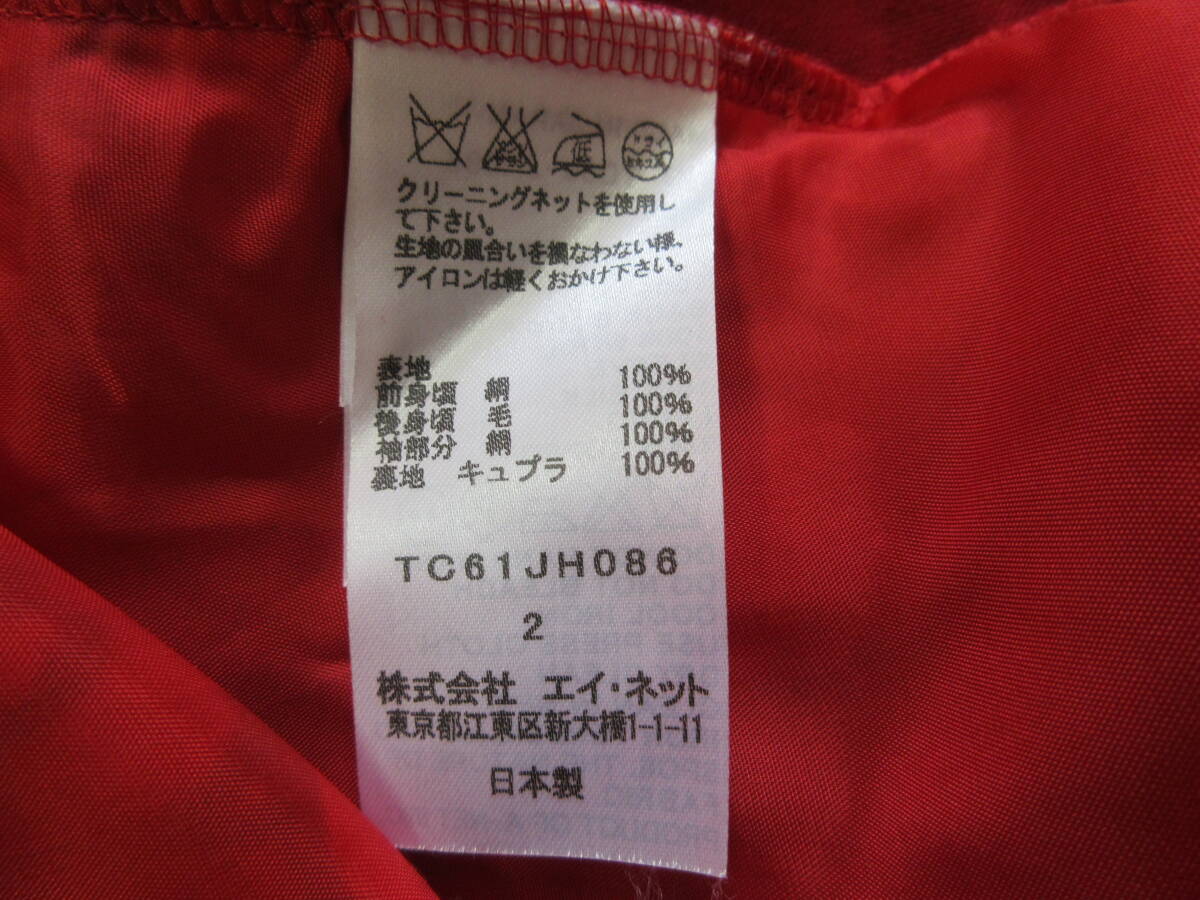 低
ドライ
クリーニングネットを使用し
て下さい。
生地の風合いを損なわない様、
アイロンは軽くおかけ下さい。
表地
前身頃 絹 100%
後身頃 毛 100%
袖部分 絹 100%
裏地 キュプラ 100%
TC61JH086
2
株式会社 エイ・ネット
東京都江東区新大橋1-1-11
日本製